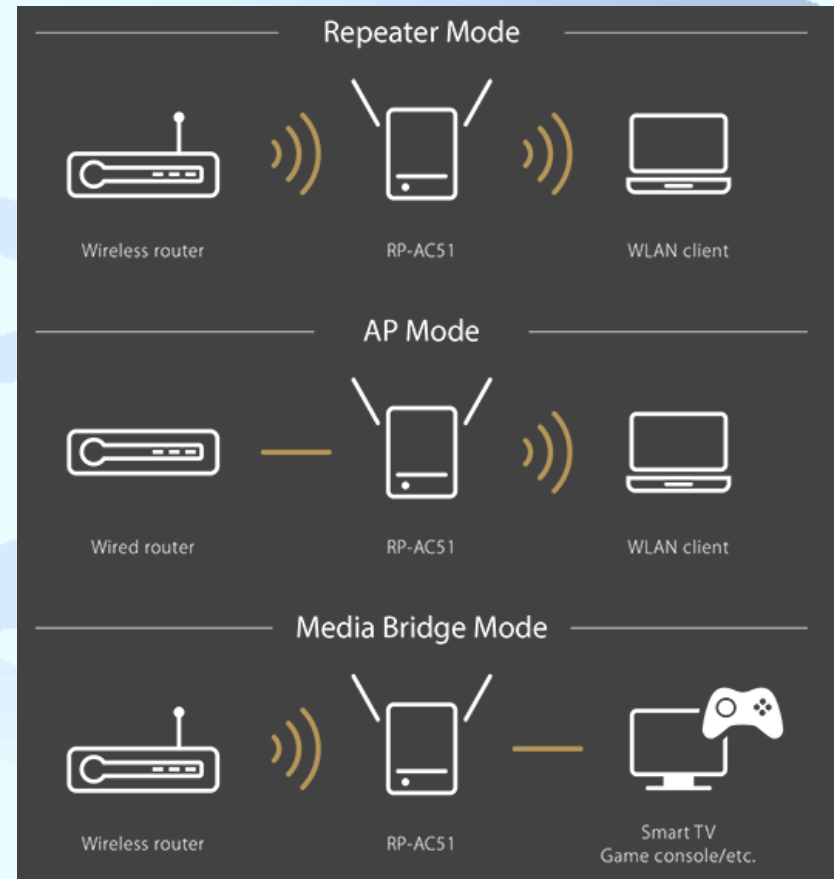 Repeater Mode
Wireless router
RP-AC51
WLAN client
AP Mode
Wired router
RP-AC51
WLAN client
Media Bridge Mode
Wireless router
RP-AC51
Smart TV
Game console/etc.